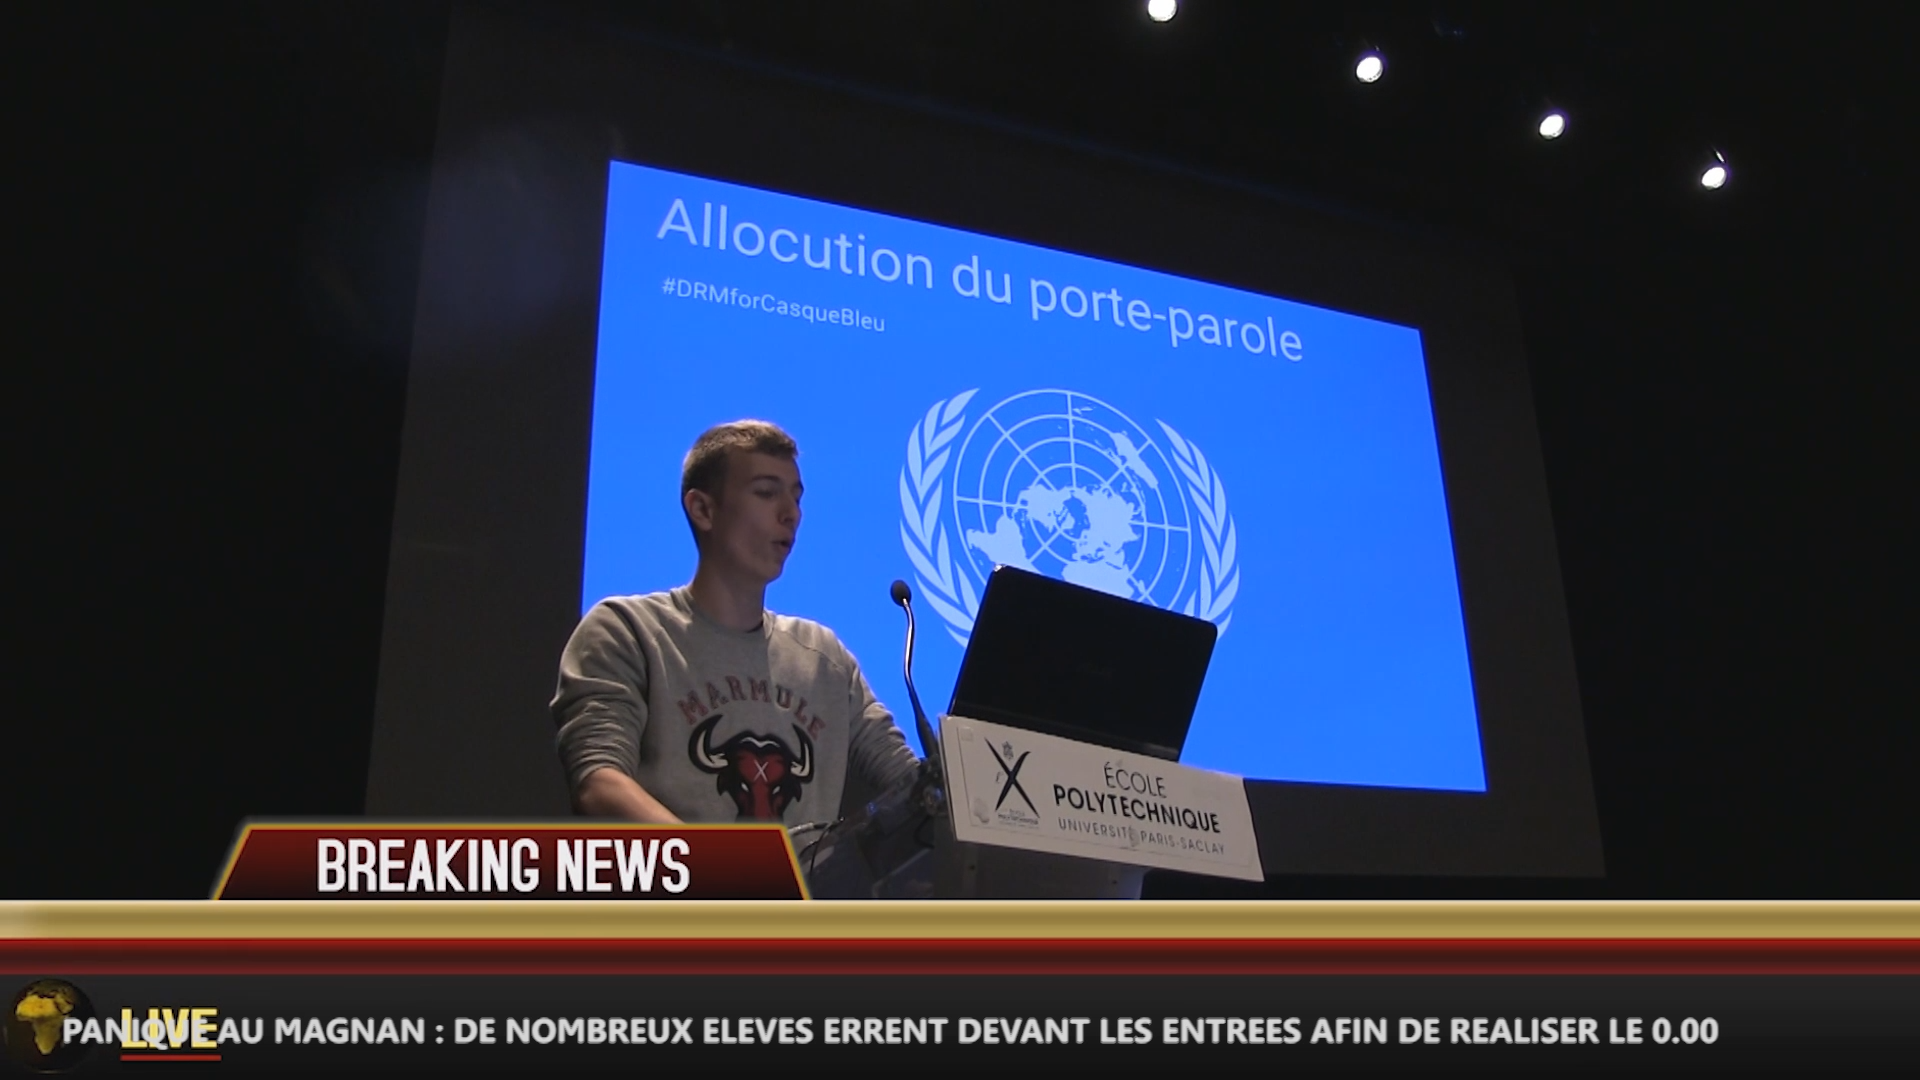 Allocution du porte-parole
#DRMforCasqueBleu
MARMULE
X
ÉCOLE
POLYTECHNIQUE
UNIVERSITÉ PARIS-SACLAY
BREAKING NEWS
LIVE
PANIQUE AU MAGNAN : DE NOMBREUX ELEVES ERRENT DEVANT LES ENTREES AFIN DE REALISER LE 0.00